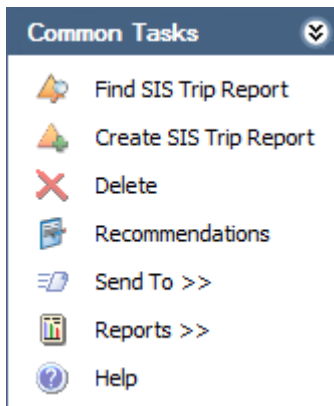 Common Tasks
Find SIS Trip Report
Create SIS Trip Report
Delete
Recommendations
Send To >>
Reports >>
Help